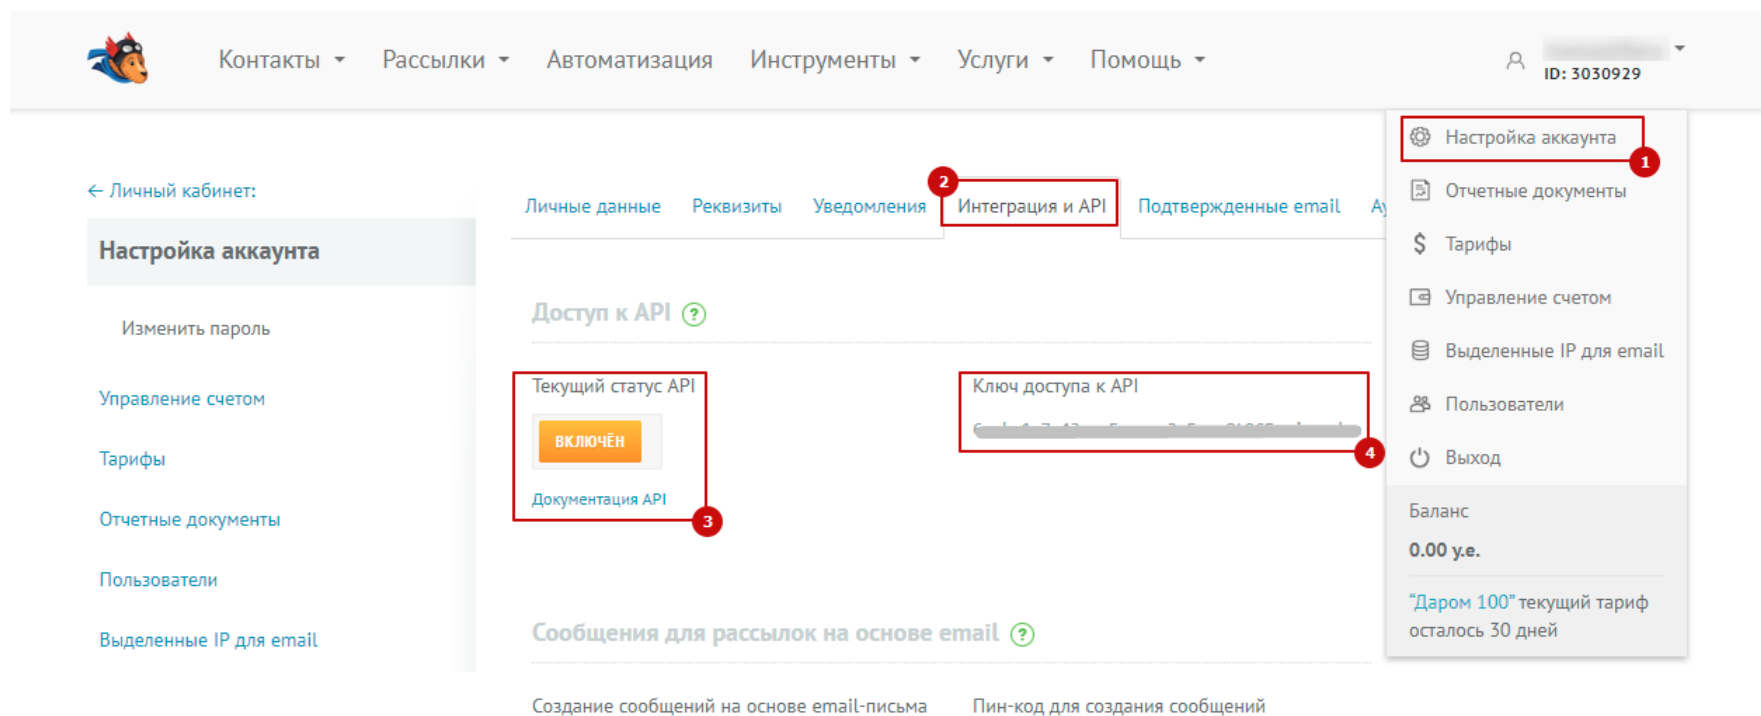 Контакты Рассылки Автоматизация Инструменты Услуги Помощь
ID: 3030929
Настройка аккаунта
1
Отчетные документы
Тарифы
Управление счетом
Выделенные IP для email
Пользователи
Выход
Баланс
0.00 у.е.
“Даром 100” текущий тариф
осталось 30 дней
← Личный кабинет:
Настройка аккаунта
Изменить пароль
Управление счетом
Тарифы
Отчетные документы
Пользователи
Выделенные IP для email
2
Личные данные Реквизиты Уведомления Интеграция и API Подтвержденные email
Доступ к API ?
Текущий статус API
ВКЛЮЧЁН
Документация API
3
Ключ доступа к API
4
Сообщения для рассылок на основе email ?
Создание сообщений на основе email-письма Пин-код для создания сообщений